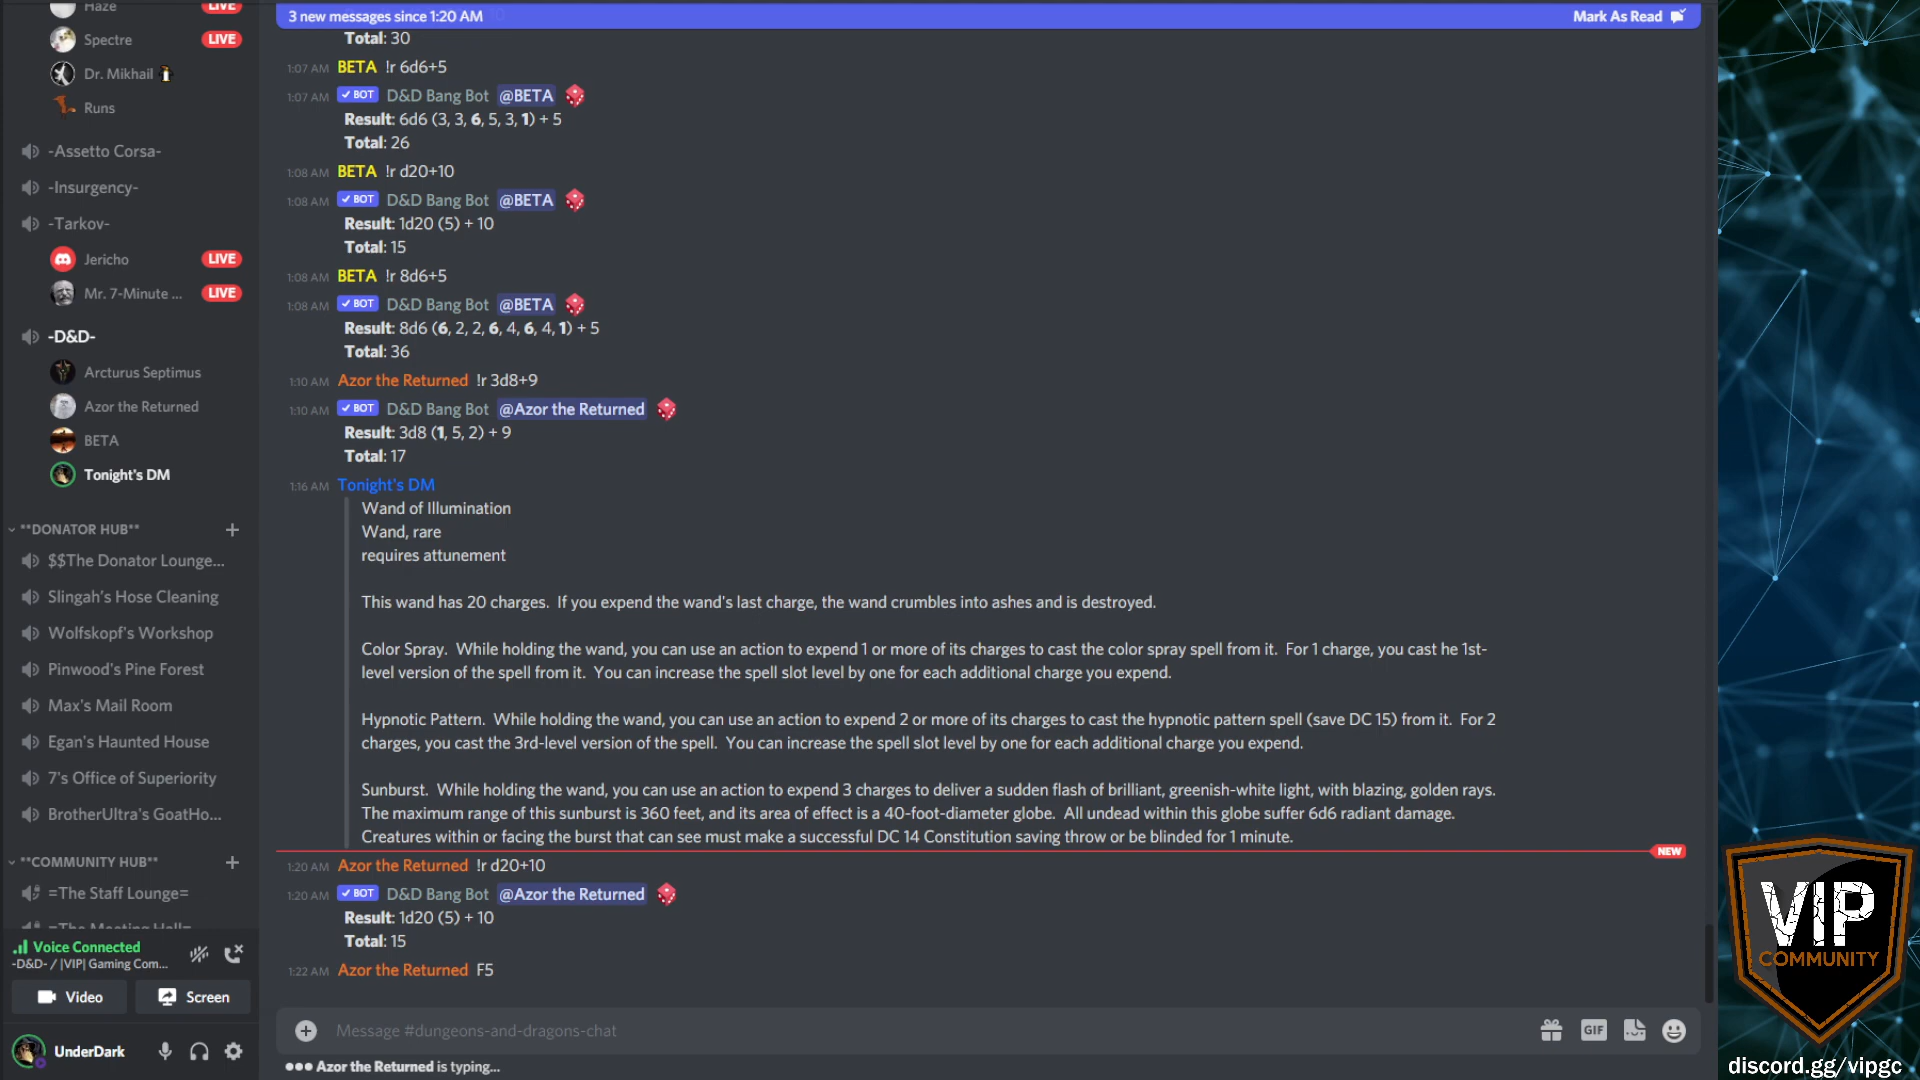 Haze LIVE
Spectre LIVE
Dr. Mikhail
Runs
-Assetto Corsa-
-Insurgency-
-Tarkov-
Jericho LIVE
Mr. 7-Minute ... LIVE
-D&D-
Arcturus Septimus
Azor the Returned
BETA
Tonight's DM
**DONATOR HUB** +
$$The Donator Lounge...
Slingah's Hose Cleaning
Wolfskopf's Workshop
Pinwood's Pine Forest
Max's Mail Room
Egan's Haunted House
7's Office of Superiority
BrotherUltra's GoatHo...
**COMMUNITY HUB** +
=The Staff Lounge=
=The Meeting Hall=
Voice Connected
-D&D- / |VIP| Gaming Com...
Video Screen
UnderDark
3 new messages since 1:20 AM Mark As Read
Total: 30
1:07 AM BETA !r 6d6+5
1:07 AM BOT D&D Bang Bot @BETA
Result: 6d6 (3, 3, 6, 5, 3, 1) + 5
Total: 26
1:08 AM BETA !r d20+10
1:08 AM BOT D&D Bang Bot @BETA
Result: 1d20 (5) + 10
Total: 15
1:08 AM BETA !r 8d6+5
1:08 AM BOT D&D Bang Bot @BETA
Result: 8d6 (6, 2, 2, 6, 4, 6, 4, 1) + 5
Total: 36
1:10 AM Azor the Returned !r 3d8+9
1:10 AM BOT D&D Bang Bot @Azor the Returned
Result: 3d8 (1, 5, 2) + 9
Total: 17
1:16 AM Tonight's DM
Wand of Illumination
Wand, rare
requires attunement
This wand has 20 charges. If you expend the wand's last charge, the wand crumbles into ashes and is destroyed.
Color Spray. While holding the wand, you can use an action to expend 1 or more of its charges to cast the color spray spell from it. For 1 charge, you cast he 1st-
level version of the spell from it. You can increase the spell slot level by one for each additional charge you expend.
Hypnotic Pattern. While holding the wand, you can use an action to expend 2 or more of its charges to cast the hypnotic pattern spell (save DC 15) from it. For 2
charges, you cast the 3rd-level version of the spell. You can increase the spell slot level by one for each additional charge you expend.
Sunburst. While holding the wand, you can use an action to expend 3 charges to deliver a sudden flash of brilliant, greenish-white light, with blazing, golden rays.
The maximum range of this sunburst is 360 feet, and its area of effect is a 40-foot-diameter globe. All undead within this globe suffer 6d6 radiant damage.
Creatures within or facing the burst that can see must make a successful DC 14 Constitution saving throw or be blinded for 1 minute.
NEW
1:20 AM Azor the Returned !r d20+10
1:20 AM BOT D&D Bang Bot @Azor the Returned
Result: 1d20 (5) + 10
Total: 15
1:22 AM Azor the Returned F5
Message #dungeons-and-dragons-chat
GIF
Azor the Returned is typing...
VIP
COMMUNITY
discord.gg/vipgc